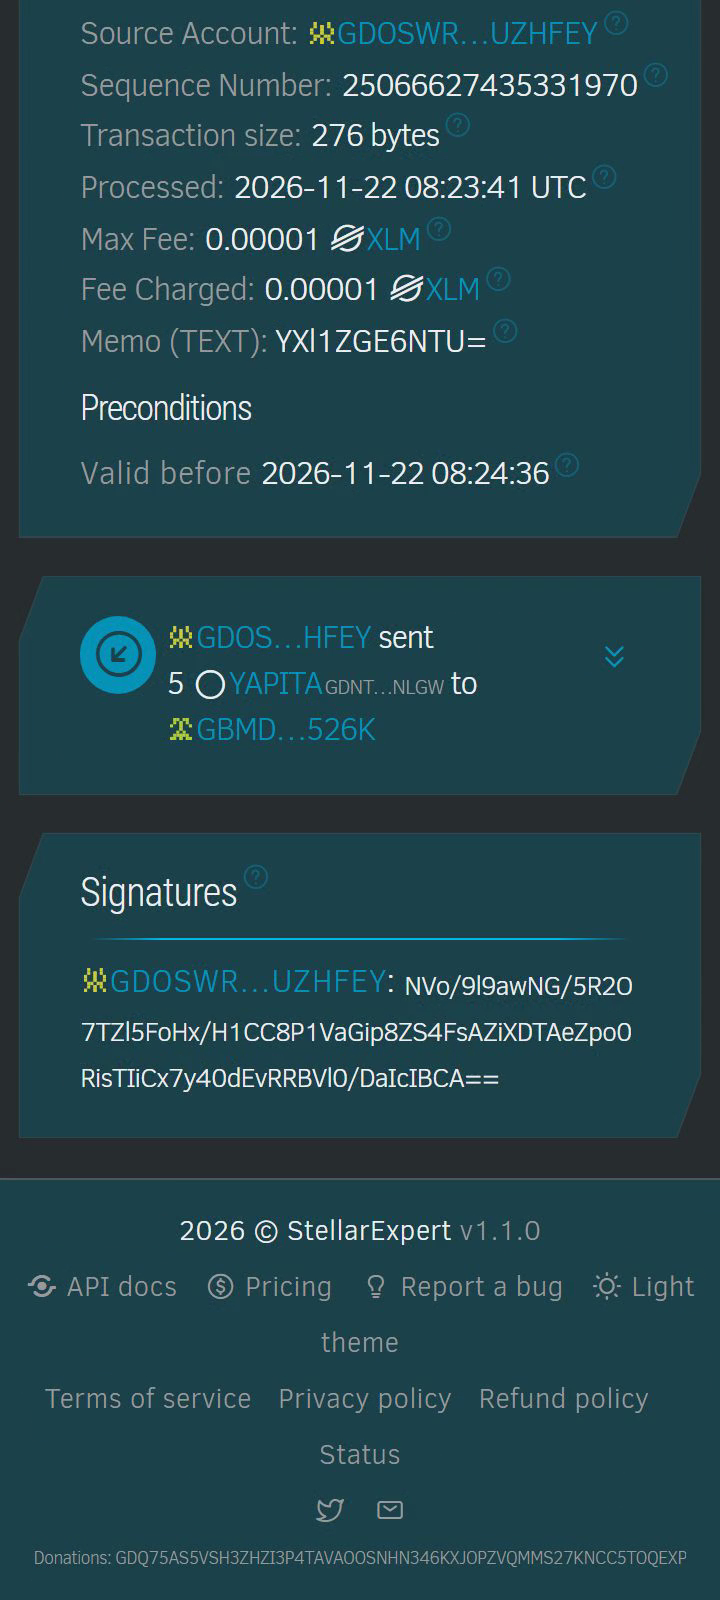 Source Account: GDOSWR…UZHFEY
Sequence Number: 25066627435331970
Transaction size: 276 bytes
Processed: 2026-11-22 08:23:41 UTC
Max Fee: 0.00001 XLM
Fee Charged: 0.00001 XLM
Memo (TEXT): YXl1ZGE6NTU=
Preconditions
Valid before 2026-11-22 08:24:36
GDOS…HFEY sent
5 YAPITA GDNT…NLGW to
GBMD…526K
Signatures
GDOSWR…UZHFEY: NVo/9l9awNG/5R2O
7TZl5FoHx/H1CC8P1VaGip8ZS4FsAZiXDTAeZpo0
RisTIiCx7y40dEvRRBVl0/DaIcIBCA==
2026 © StellarExpert v1.1.0
API docs Pricing Report a bug Light
theme
Terms of service Privacy policy Refund policy
Status
Donations: GDQ75AS5VSH3ZHZI3P4TAVAOOSNHN346KXJOPZVQMMS27KNCC5TOQEXP